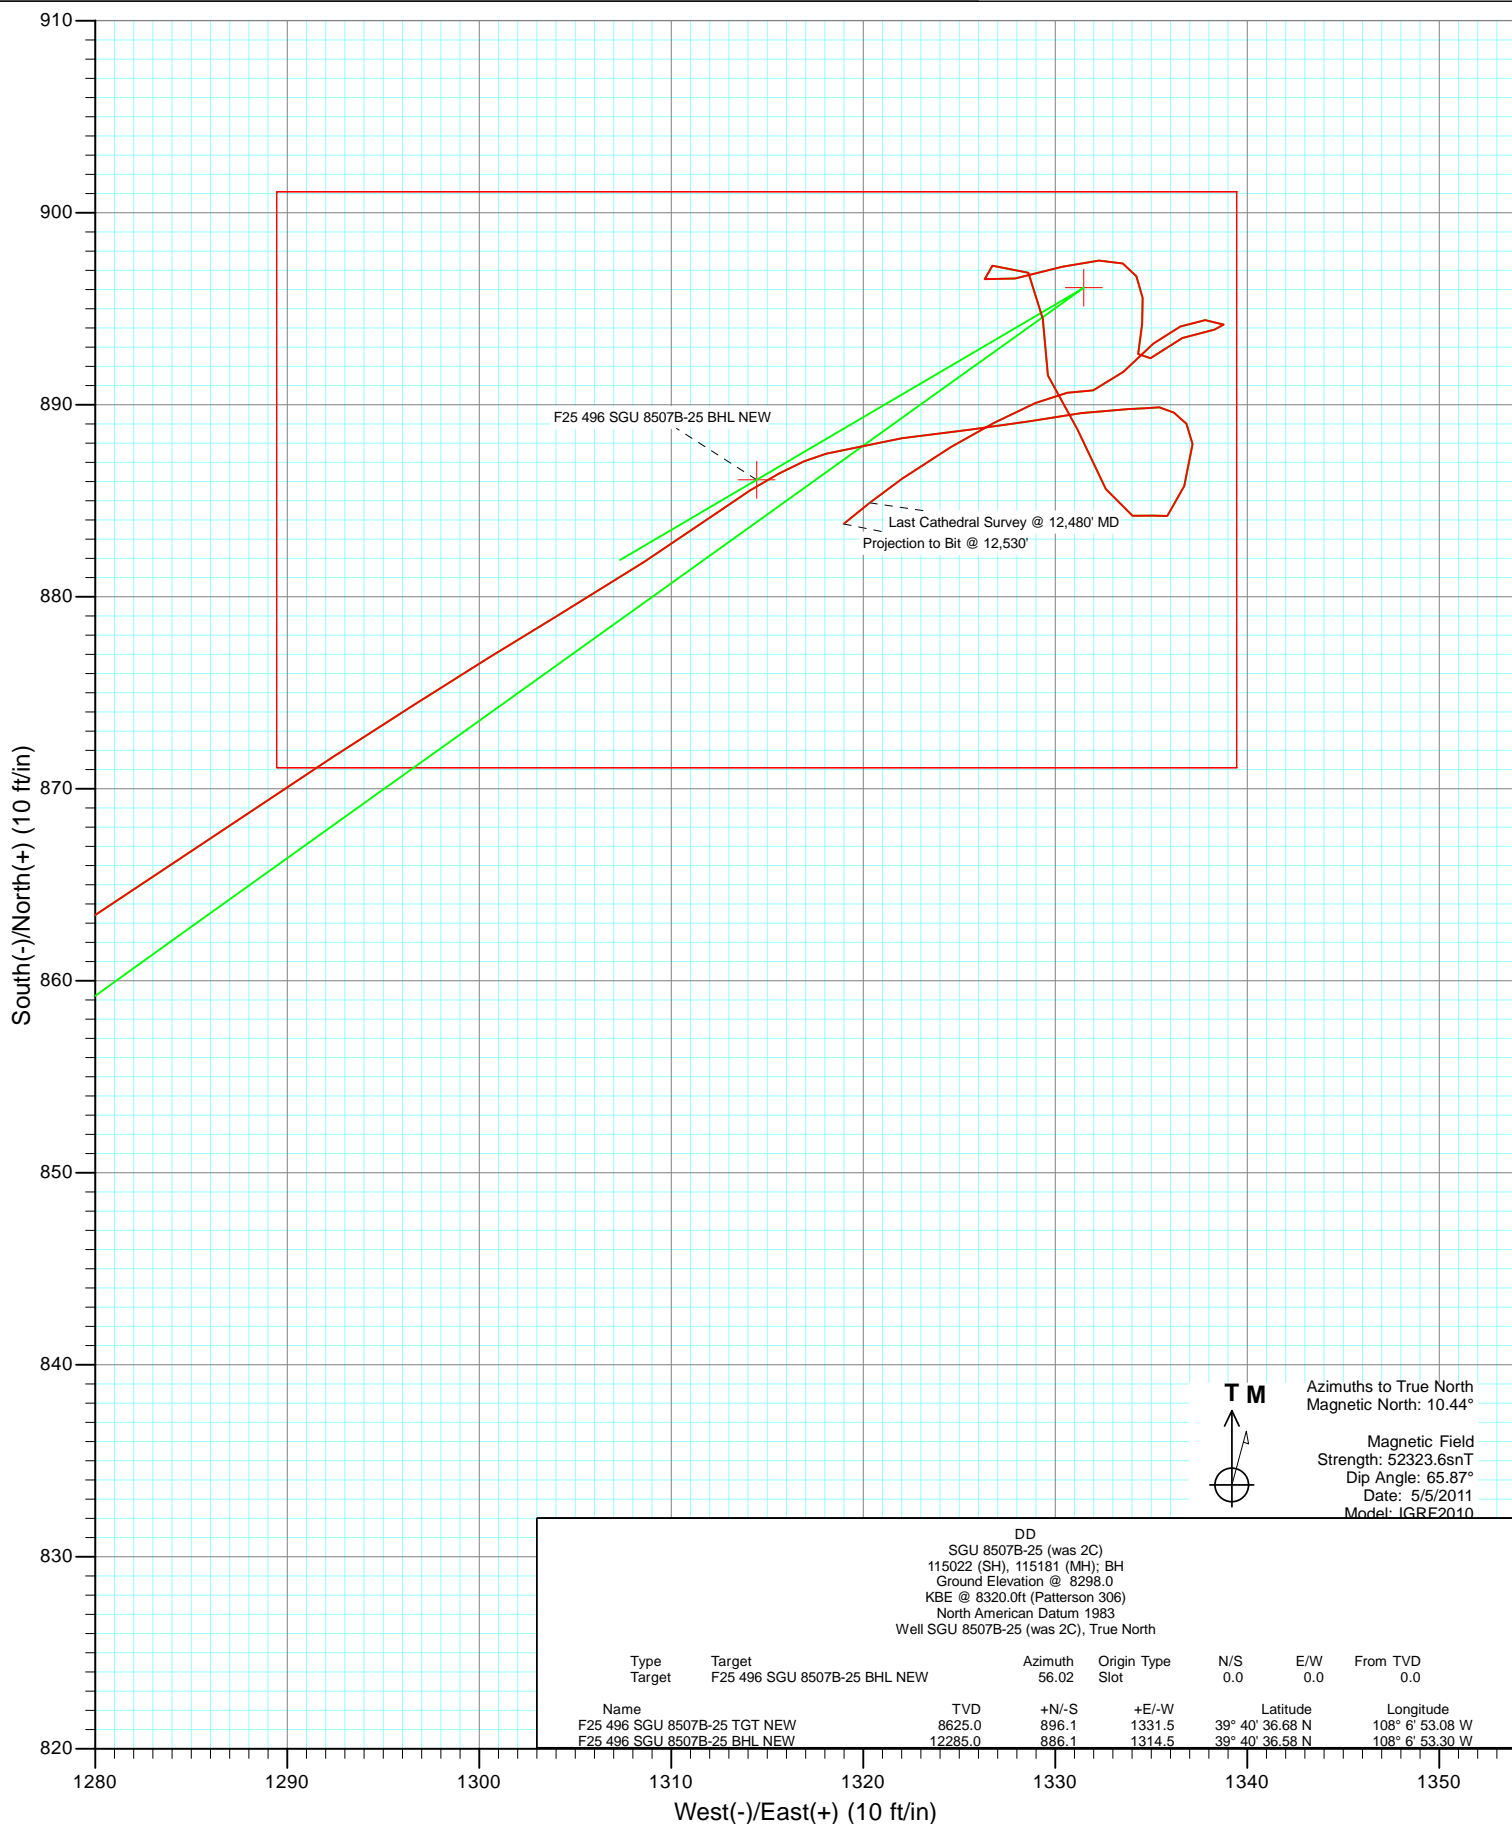 910
900
890
880
870
860
850
840
830
820
South(-)/North(+) (10 ft/in)
F25 496 SGU 8507B-25 BHL NEW
Last Cathedral Survey @ 12,480' MD
Projection to Bit @ 12,530'
T M
Azimuths to True North
Magnetic North: 10.44°
Magnetic Field
Strength: 52323.6snT
Dip Angle: 65.87°
Date: 5/5/2011
Model: IGRF2010
DD
SGU 8507B-25 (was 2C)
115022 (SH), 115181 (MH); BH
Ground Elevation @ 8298.0
KBE @ 8320.0ft (Patterson 306)
North American Datum 1983
Well SGU 8507B-25 (was 2C), True North
Type Target Azimuth Origin Type N/S E/W From TVD
Target F25 496 SGU 8507B-25 BHL NEW 56.02 Slot 0.0 0.0 0.0
Name TVD +N/-S +E/-W Latitude Longitude
F25 496 SGU 8507B-25 TGT NEW 8625.0 896.1 1331.5 39° 40' 36.68 N 108° 6' 53.08 W
F25 496 SGU 8507B-25 BHL NEW 12285.0 886.1 1314.5 39° 40' 36.58 N 108° 6' 53.30 W
1280 1290 1300 1310 1320 1330 1340 1350
West(-)/East(+) (10 ft/in)